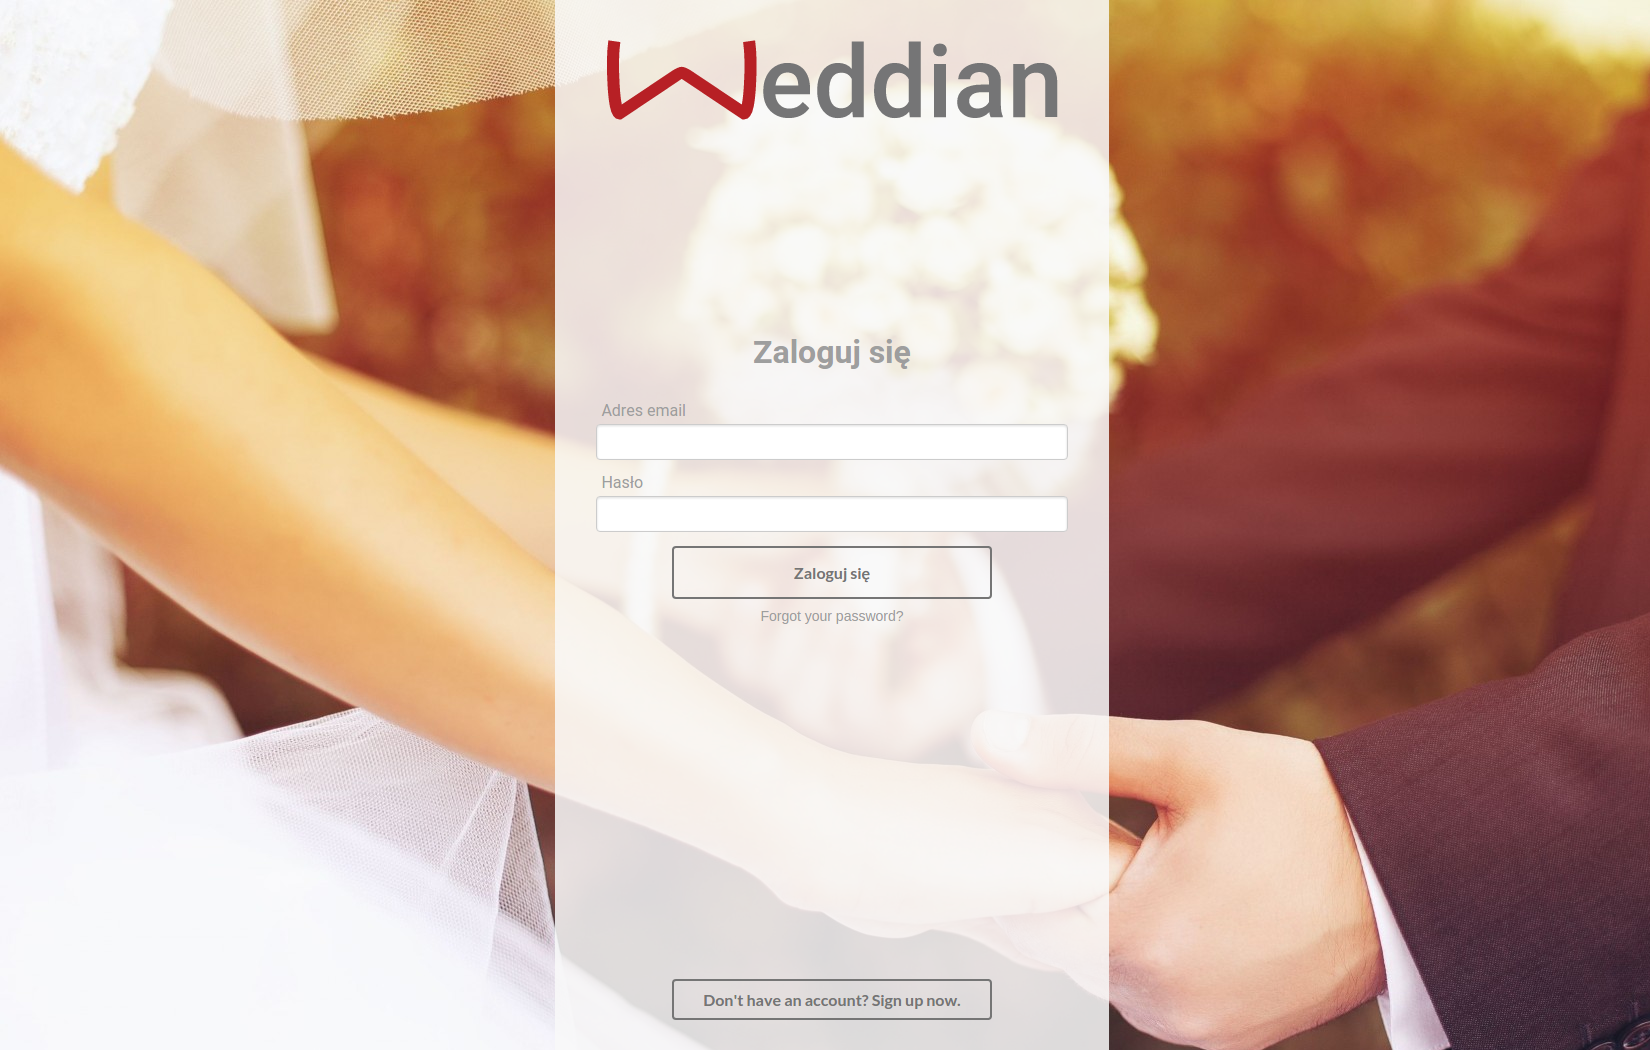 Weddian
Zaloguj się
Adres email
Hasło
Zaloguj się
Forgot your password?
Don't have an account? Sign up now.